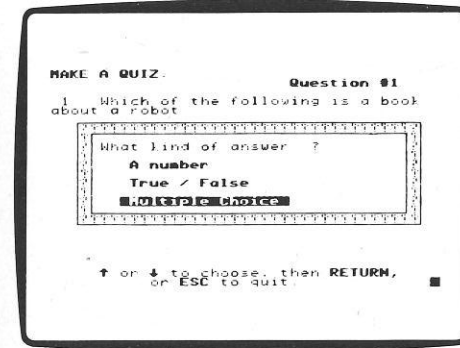 MAKE A QUIZ.
Question #1
1 Which of the following is a book
about a robot
What kind of answer ?
A number
True / False
Multiple Choice
↑ or ↓ to choose, then RETURN,
or ESC to quit.